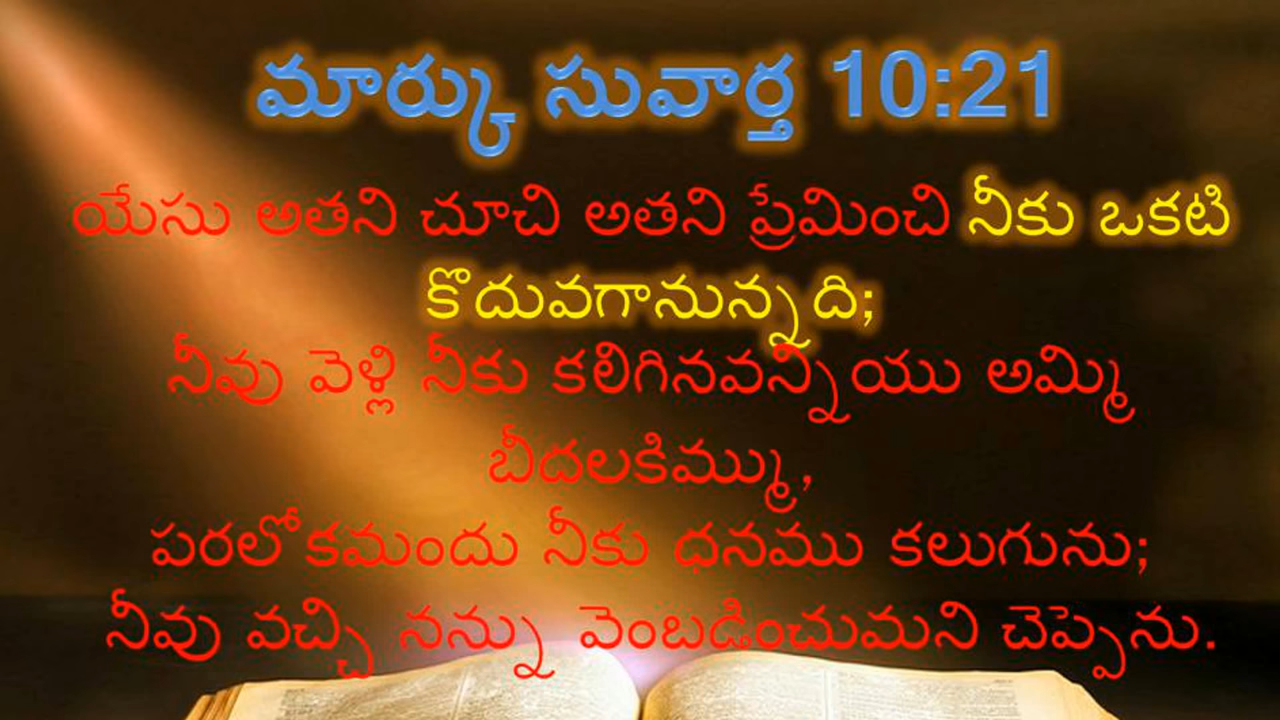 మార్కు సువార్త 10:21
యేసు అతని చూచి అతని ప్రేమించి నీకు ఒకటి
కొదువగానున్నది;
నీవు వెళ్లి నీకు కలిగినవన్నియు అమ్మి
బీదలకిమ్ము,
పరలోకమందు నీకు ధనము కలుగును;
నీవు వచ్చి నన్ను వెంబడించుమని చెప్పెను.